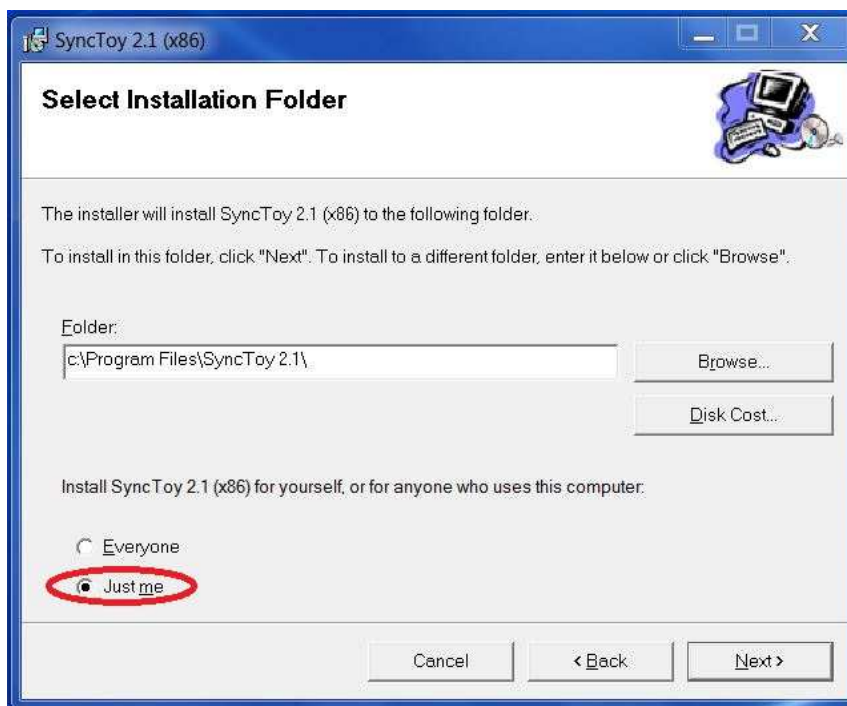 SyncToy 2.1 (x86)
Select Installation Folder
The installer will install SyncToy 2.1 (x86) to the following folder.
To install in this folder, click "Next". To install to a different folder, enter it below or click "Browse".
Folder:
c:\Program Files\SyncToy 2.1\
Browse...
Disk Cost...
Install SyncToy 2.1 (x86) for yourself, or for anyone who uses this computer:
Everyone
Just me
Cancel
< Back
Next >